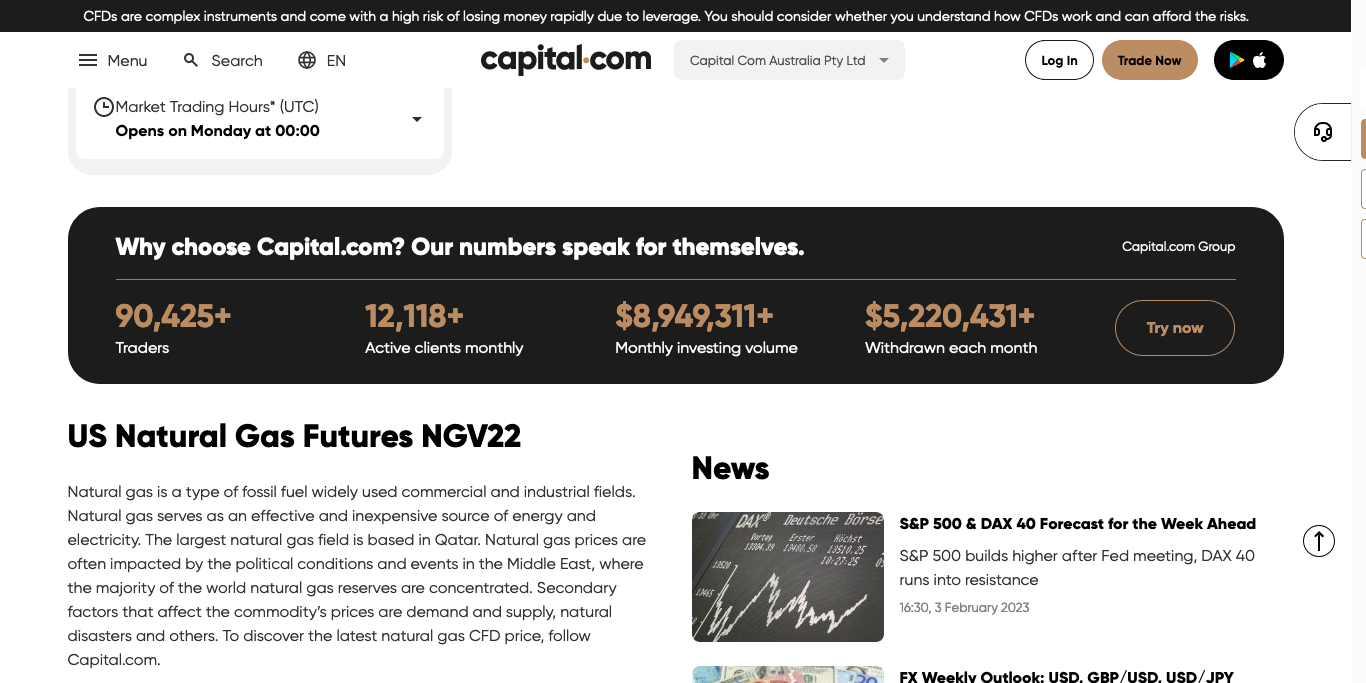 CFDs are complex instruments and come with a high risk of losing money rapidly due to leverage. You should consider whether you understand how CFDs work and can afford the risks.
Menu
Search
EN
capital.com
Capital Com Australia Pty Ltd
Log In
Trade Now
Market Trading Hours* (UTC)
Opens on Monday at 00:00
Why choose Capital.com? Our numbers speak for themselves.
Capital.com Group
90,425+
Traders
12,118+
Active clients monthly
$8,949,311+
Monthly investing volume
$5,220,431+
Withdrawn each month
Try now
US Natural Gas Futures NGV22
Natural gas is a type of fossil fuel widely used commercial and industrial fields.
Natural gas serves as an effective and inexpensive source of energy and
electricity. The largest natural gas field is based in Qatar. Natural gas prices are
often impacted by the political conditions and events in the Middle East, where
the majority of the world natural gas reserves are concentrated. Secondary
factors that affect the commodity’s prices are demand and supply, natural
disasters and others. To discover the latest natural gas CFD price, follow
Capital.com.
News
DAX® Deutsche Börse
Vortag Erster Höchst
13484.39 13480.50 13510.25
10:27:25
13520
13465
S&P 500 & DAX 40 Forecast for the Week Ahead
S&P 500 builds higher after Fed meeting, DAX 40
runs into resistance
16:30, 3 February 2023
FX Weekly Outlook: USD, GBP/USD, USD/JPY